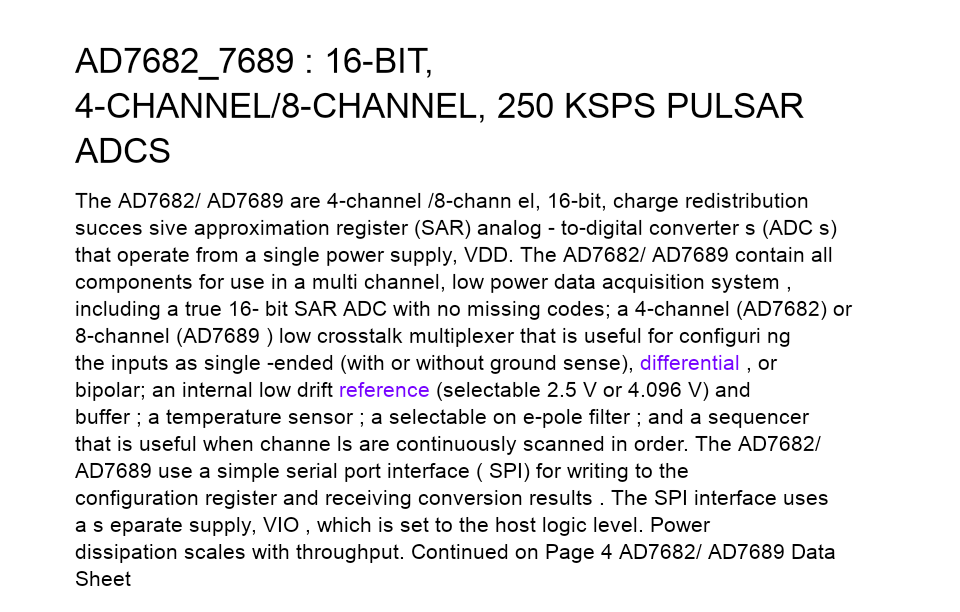 AD7682_7689 : 16-BIT,
4-CHANNEL/8-CHANNEL, 250 KSPS PULSAR
ADCS
The AD7682/ AD7689 are 4-channel /8-chann el, 16-bit, charge redistribution
succes sive approximation register (SAR) analog - to-digital converter s (ADC s)
that operate from a single power supply, VDD. The AD7682/ AD7689 contain all
components for use in a multi channel, low power data acquisition system ,
including a true 16- bit SAR ADC with no missing codes; a 4-channel (AD7682) or
8-channel (AD7689 ) low crosstalk multiplexer that is useful for configuri ng
the inputs as single -ended (with or without ground sense), differential , or
bipolar; an internal low drift reference (selectable 2.5 V or 4.096 V) and
buffer ; a temperature sensor ; a selectable on e-pole filter ; and a sequencer
that is useful when channe ls are continuously scanned in order. The AD7682/
AD7689 use a simple serial port interface ( SPI) for writing to the
configuration register and receiving conversion results . The SPI interface uses
a s eparate supply, VIO , which is set to the host logic level. Power
dissipation scales with throughput. Continued on Page 4 AD7682/ AD7689 Data
Sheet